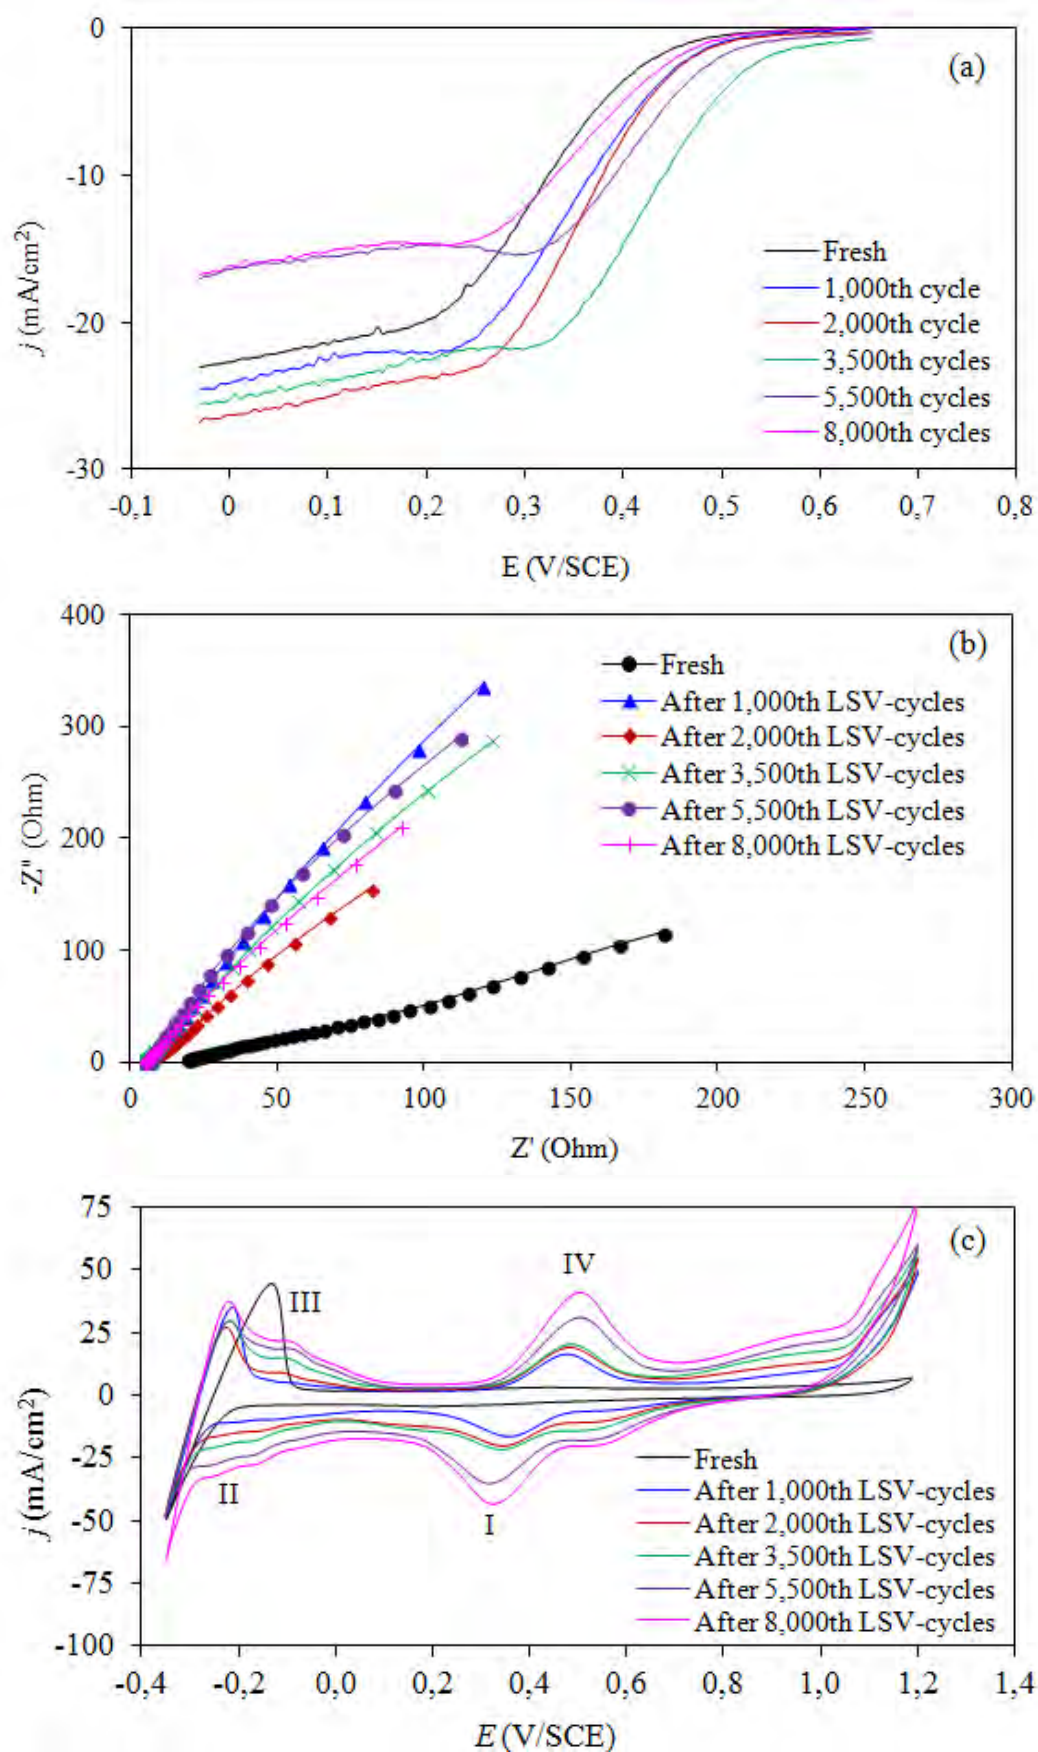 0
(a)
-10
j (mA/cm²)
Fresh
1,000th cycle
-20
2,000th cycle
3,500th cycles
5,500th cycles
8,000th cycles
-30
-0,1 0 0,1 0,2 0,3 0,4 0,5 0,6 0,7 0,8
E (V/SCE)
400
(b)
Fresh
300
After 1,000th LSV-cycles
After 2,000th LSV-cycles
-Z" (Ohm)
200
After 3,500th LSV-cycles
After 5,500th LSV-cycles
After 8,000th LSV-cycles
100
0
0 50 100 150 200 250 300
Z' (Ohm)
75
(c)
50
IV
III
25
0
j (mA/cm²)
-25
II
I
Fresh
-50
After 1,000th LSV-cycles
After 2,000th LSV-cycles
-75
After 3,500th LSV-cycles
After 5,500th LSV-cycles
After 8,000th LSV-cycles
-100
-0,4 -0,2 0,0 0,2 0,4 0,6 0,8 1,0 1,2 1,4
E (V/SCE)